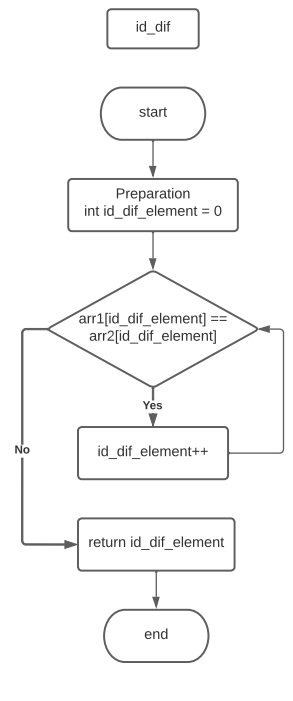 id_dif
start
Preparation
int id_dif_element = 0
arr1[id_dif_element] ==
arr2[id_dif_element]
Yes
id_dif_element++
No
return id_dif_element
end